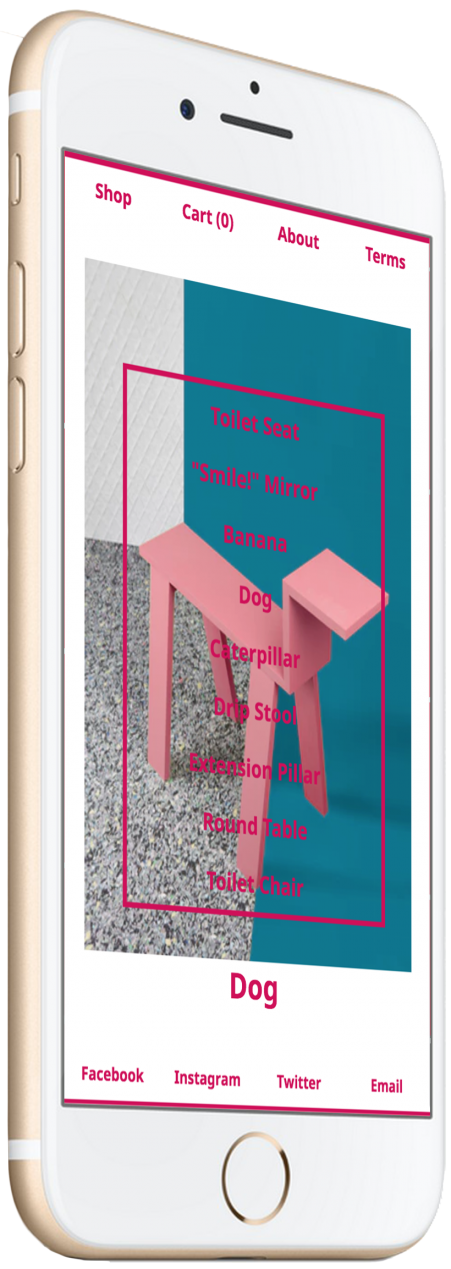 Shop Cart (0) About Terms
Toilet Seat
"Smile!" Mirror
Banana
Dog
Caterpillar
Drip Stool
Extension Pillar
Round Table
Toilet Chair
Dog
Facebook Instagram Twitter Email